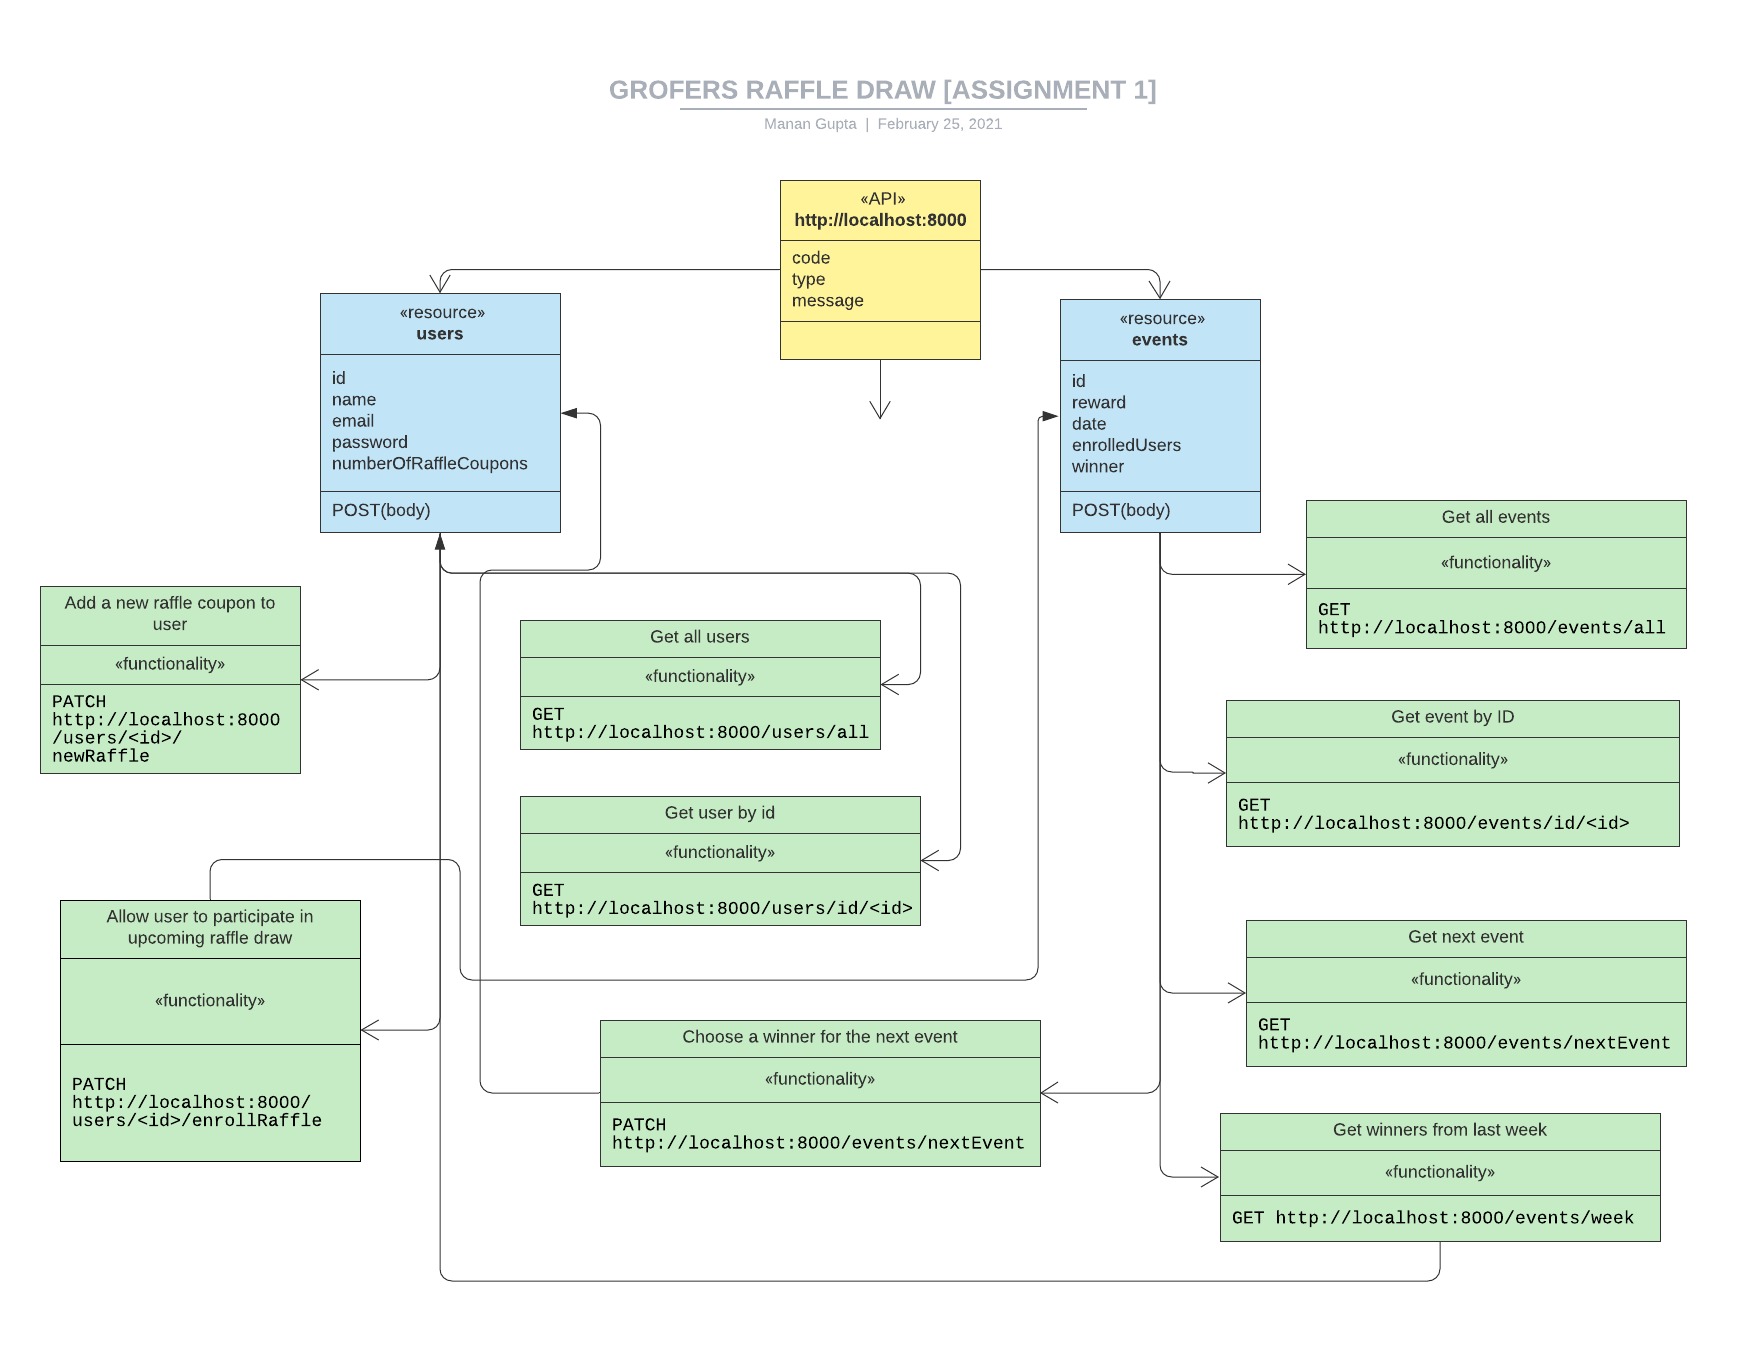 GROFERS RAFFLE DRAW [ASSIGNMENT 1]
Manan Gupta | February 25, 2021
«API»
http://localhost:8000
code
type
message
«resource»
users
id
name
email
password
numberOfRaffleCoupons
POST(body)
«resource»
events
id
reward
date
enrolledUsers
winner
POST(body)
Get all events
«functionality»
GET
http://localhost:8000/events/all
Add a new raffle coupon to
user
«functionality»
PATCH
http://localhost:8000
/users/<id>/
newRaffle
Get all users
«functionality»
GET
http://localhost:8000/users/all
Get event by ID
«functionality»
GET
http://localhost:8000/events/id/<id>
Get user by id
«functionality»
GET
http://localhost:8000/users/id/<id>
Allow user to participate in
upcoming raffle draw
«functionality»
PATCH
http://localhost:8000/
users/<id>/enrollRaffle
Get next event
«functionality»
GET
http://localhost:8000/events/nextEvent
Choose a winner for the next event
«functionality»
PATCH
http://localhost:8000/events/nextEvent
Get winners from last week
«functionality»
GET http://localhost:8000/events/week